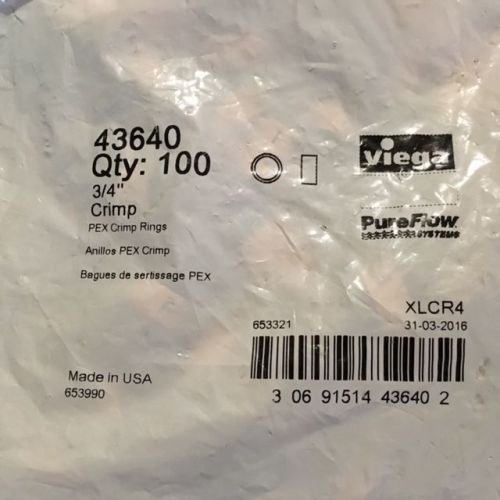 43640
Qty: 100
3/4"
Crimp
PEX Crimp Rings
Anillos PEX Crimp
Bagues de sertissage PEX
viega
PureFlow
SYSTEMS
XLCR4
653321 31-03-2016
Made in USA
653990
3 06 91514 43640 2